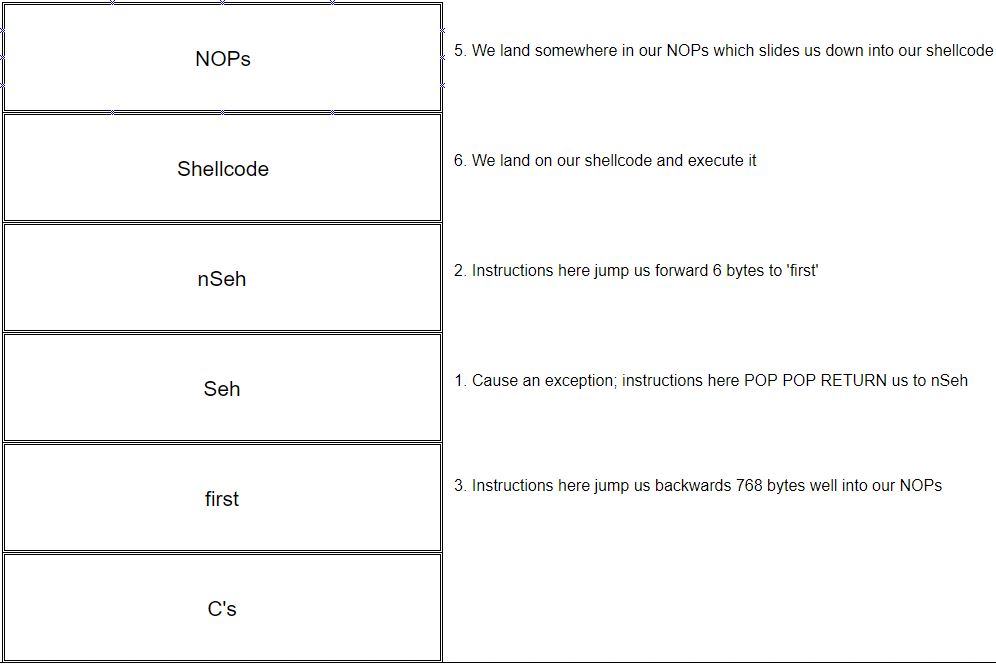 NOPs
5. We land somewhere in our NOPs which slides us down into our shellcode
Shellcode
6. We land on our shellcode and execute it
nSeh
2. Instructions here jump us forward 6 bytes to 'first'
Seh
1. Cause an exception; instructions here POP POP RETURN us to nSeh
first
3. Instructions here jump us backwards 768 bytes well into our NOPs
C's